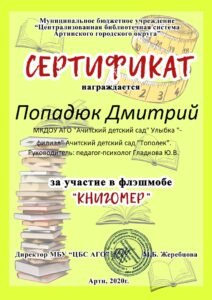 Муниципальное бюджетное учреждение
"Централизованная библиотечная система
Артинского городского округа"
СЕРТИФИКАТ
награждается
Попадюк Дмитрий
МКДОУ АГО "Ачитский детский сад" Улыбка "-
филиал" Ачитский детский сад "Тополек".
Руководитель: педагог-психолог Гладкова Ю.В.
за участие в флэшмобе
"КНИГОМЕР"
Директор МБУ "ЦБС АГО"
М.Б. Жеребцова
Арти, 2020г.